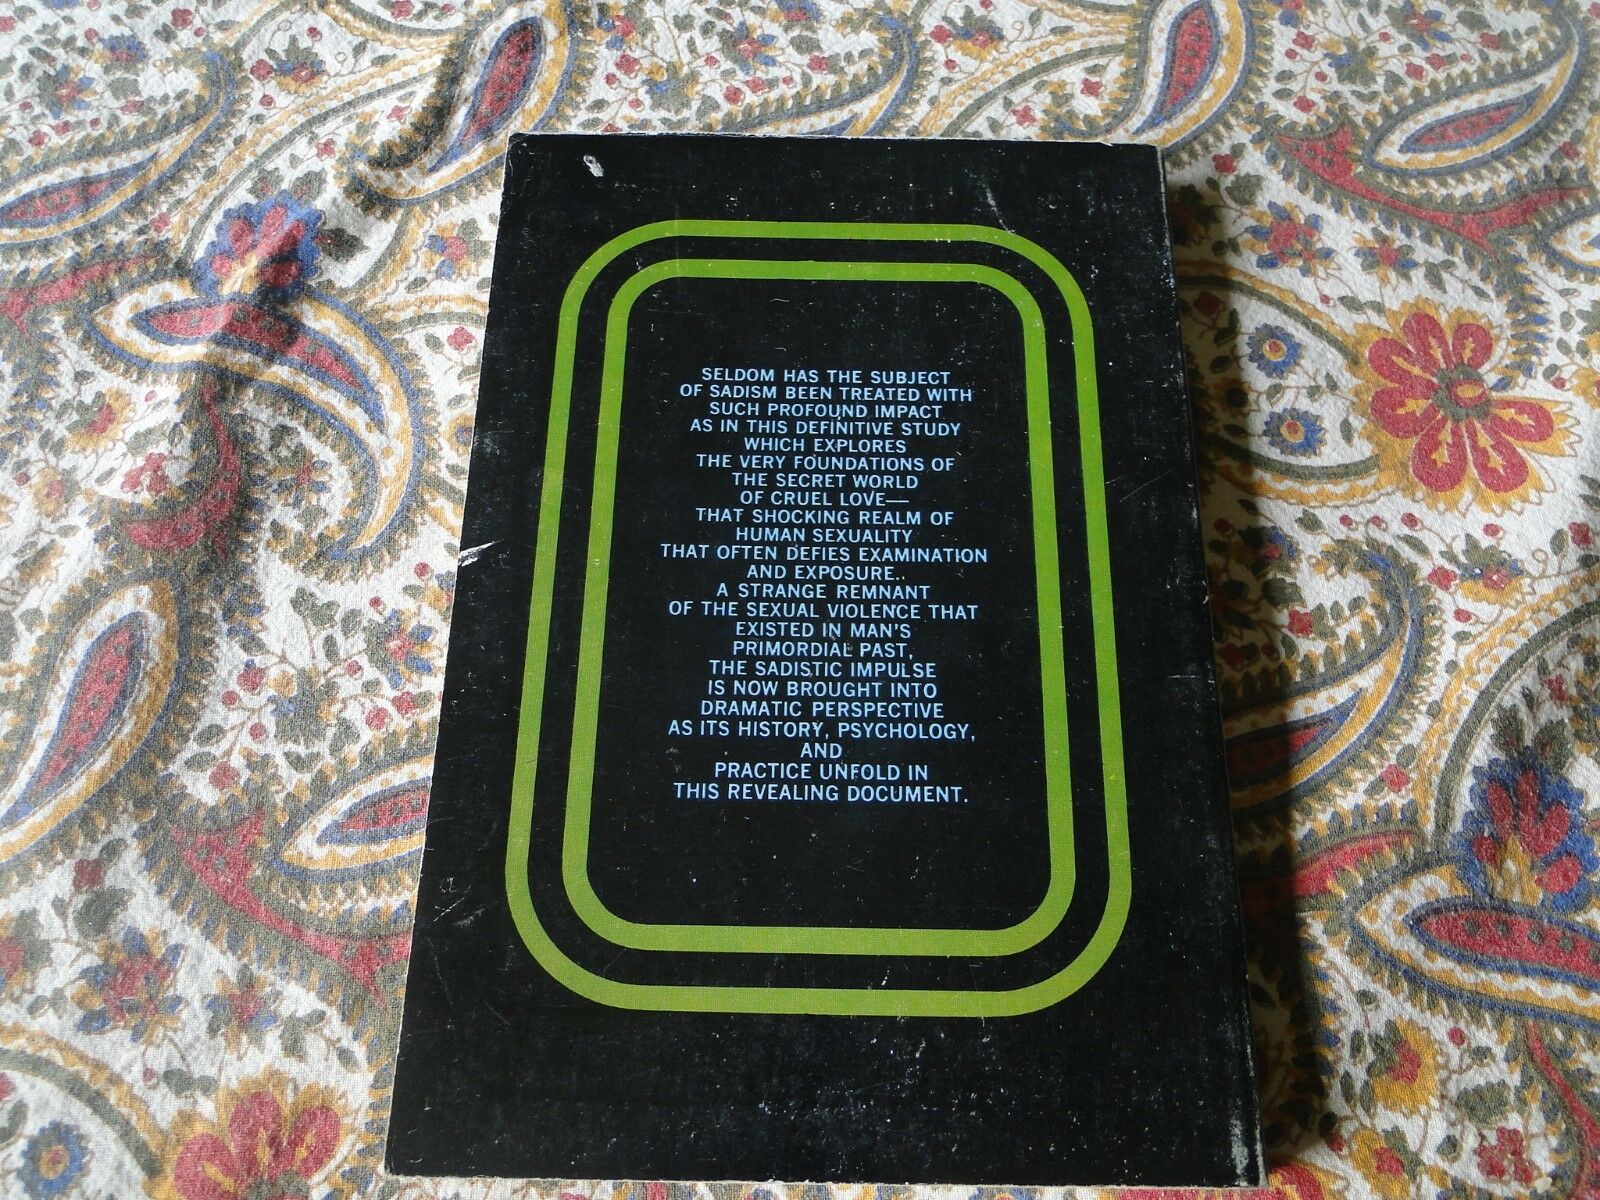 SELDOM HAS THE SUBJECT
OF SADISM BEEN TREATED WITH
SUCH PROFOUND IMPACT
AS IN THIS DEFINITIVE STUDY
WHICH EXPLORES
THE VERY FOUNDATIONS OF
THE SECRET WORLD
OF CRUEL LOVE—
THAT SHOCKING REALM OF
HUMAN SEXUALITY
THAT OFTEN DEFIES EXAMINATION
AND EXPOSURE..
A STRANGE REMNANT
OF THE SEXUAL VIOLENCE THAT
EXISTED IN MAN'S
PRIMORDIAL PAST,
THE SADISTIC IMPULSE
IS NOW BROUGHT INTO
DRAMATIC PERSPECTIVE
AS ITS HISTORY, PSYCHOLOGY,
AND
PRACTICE UNFOLD IN
THIS REVEALING DOCUMENT.